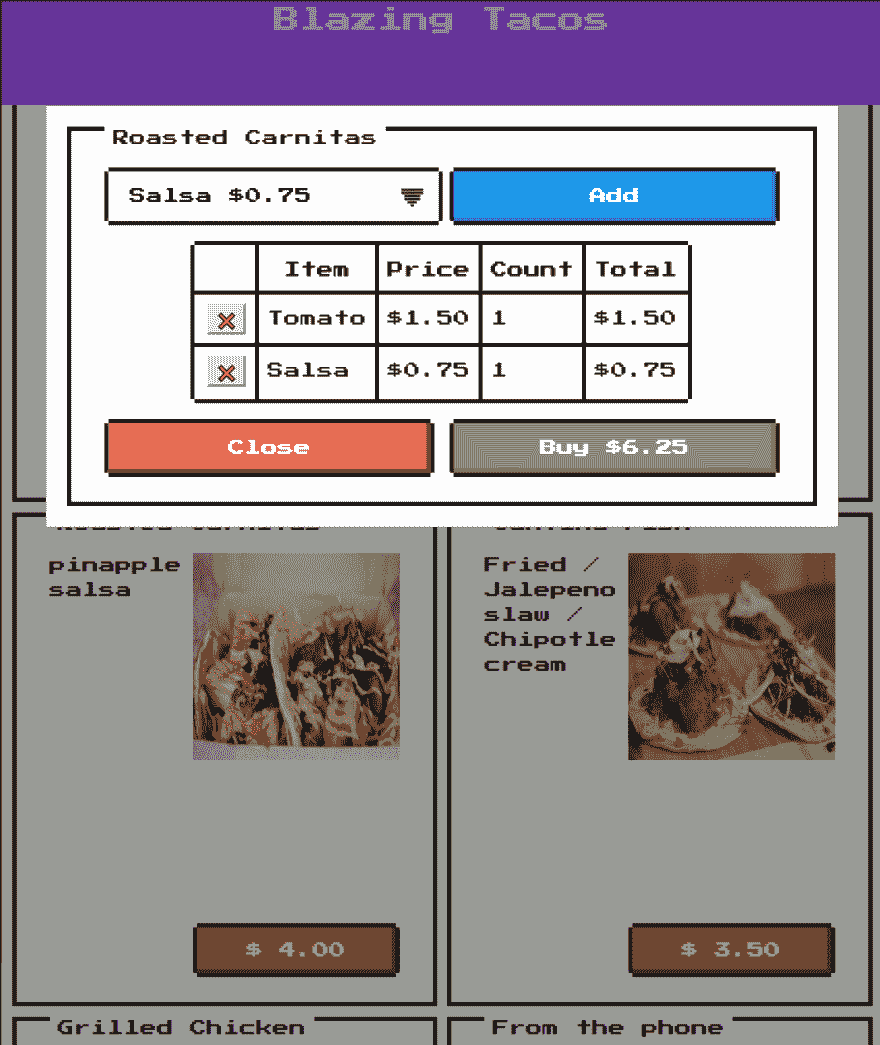 Blazing Tacos
Roasted Carnitas
Salsa $0.75
Add
Item Price Count Total
Tomato $1.50 1 $1.50
Salsa $0.75 1 $0.75
Close
Buy $6.25
pinapple
salsa
Fried /
Jalepeno
slaw /
Chipotle
cream
$ 4.00
$ 3.50
Grilled Chicken
From the phone